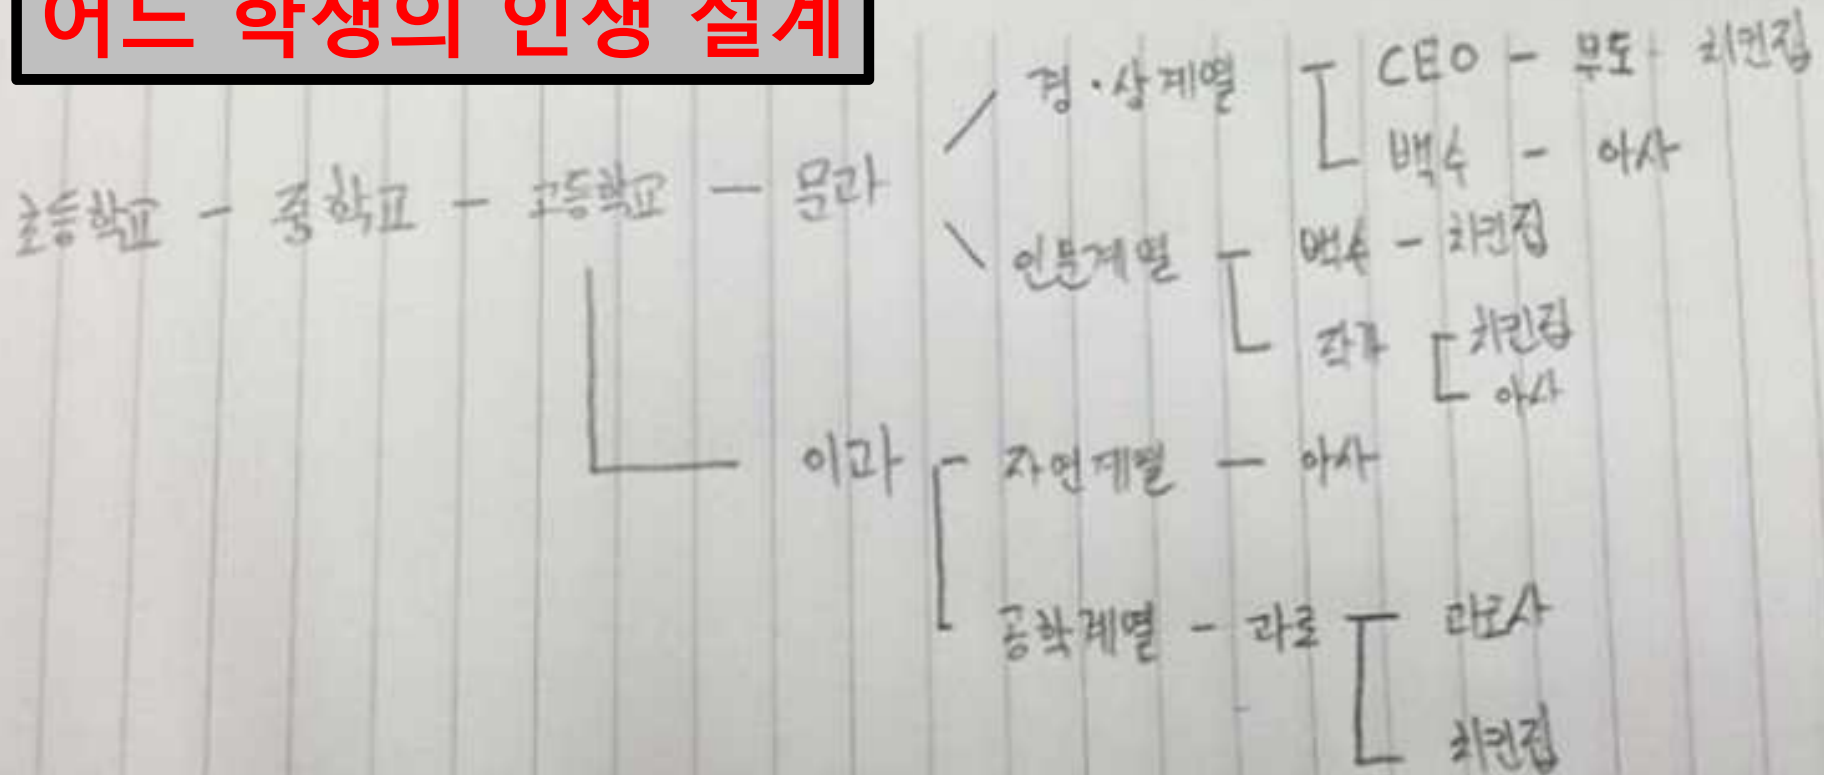 어느 학생의 인생 설계
경·상계열 CEO - 부도 - 치킨집
백수 - 아사
초등학교 - 중학교 - 고등학교 - 문과
인문계열 - 백수 - 치킨집
작가 치킨집
아사
이과 - 자연계열 - 아사
공학계열 - 과로 과로사
치킨집